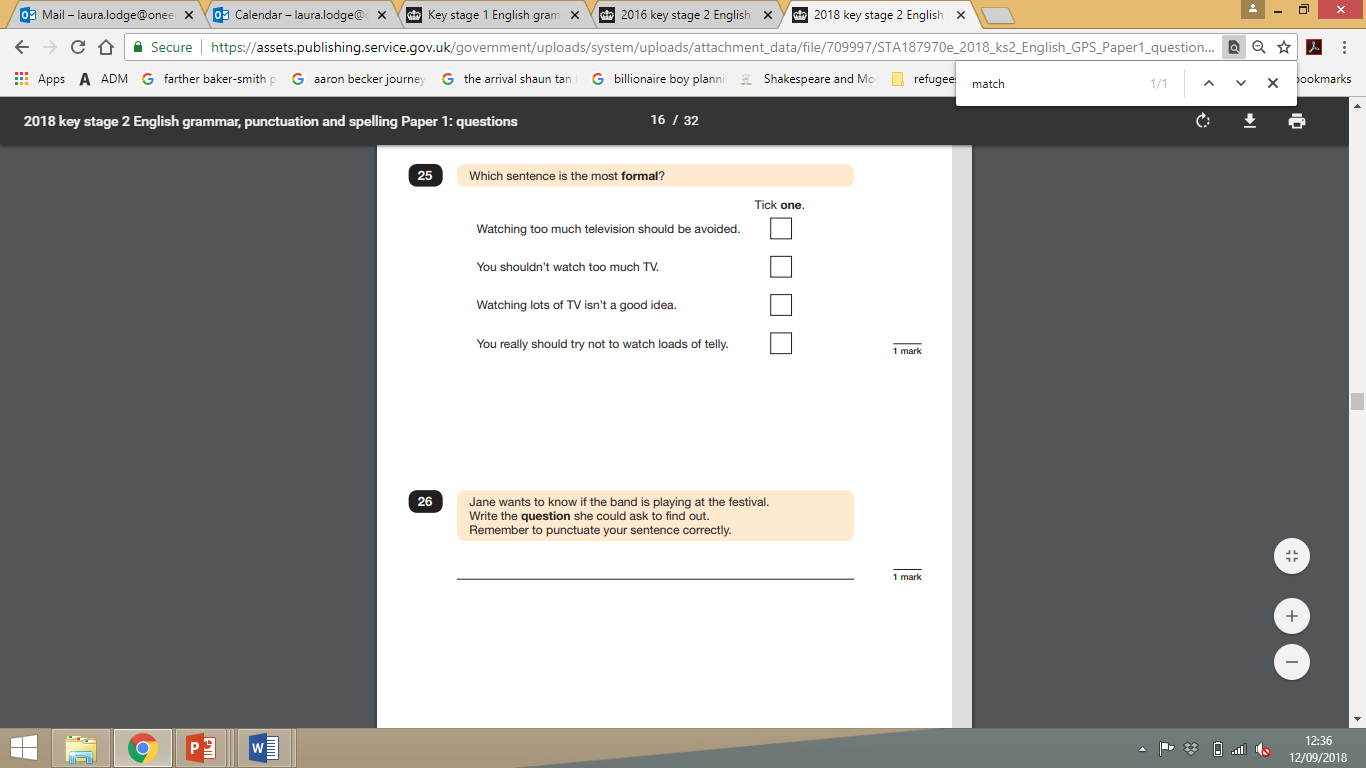 Mail – laura.lodge@onee
Calendar – laura.lodge@o
Key stage 1 English gram
2016 key stage 2 English
2018 key stage 2 English
Secure https://assets.publishing.service.gov.uk/government/uploads/system/uploads/attachment_data/file/709997/STA187970e_2018_ks2_English_GPS_Paper1_question...
Apps ADM farther baker-smith p aaron becker journey the arrival shaun tan billionaire boy planni Shakespeare and Mo refugees bookmarks
match 1/1
2018 key stage 2 English grammar, punctuation and spelling Paper 1: questions 16 / 32
25 Which sentence is the most formal?
Tick one.
Watching too much television should be avoided.
You shouldn't watch too much TV.
Watching lots of TV isn't a good idea.
You really should try not to watch loads of telly.
1 mark
26 Jane wants to know if the band is playing at the festival.
Write the question she could ask to find out.
Remember to punctuate your sentence correctly.
1 mark
12:36
12/09/2018